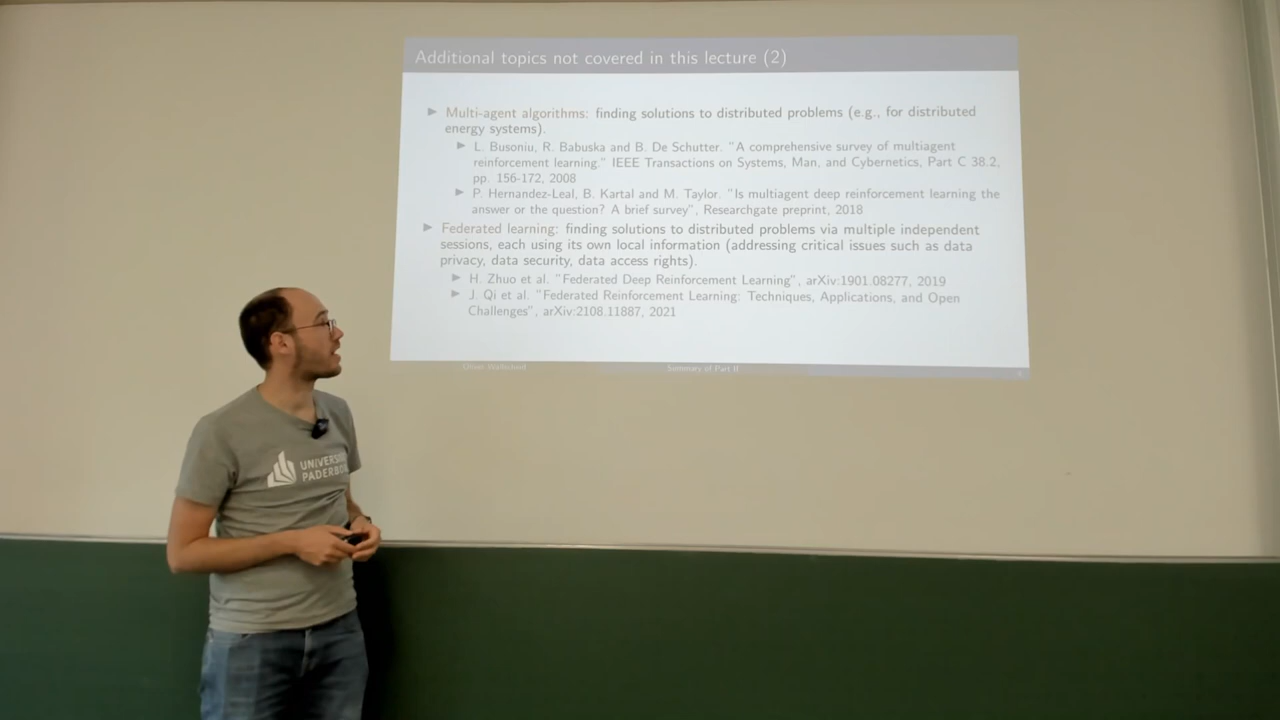 Additional topics not covered in this lecture (2)
Multi-agent algorithms: finding solutions to distributed problems (e.g., for distributed
energy systems).
L. Busoniu, R. Babuska and B. De Schutter. "A comprehensive survey of multiagent
reinforcement learning." IEEE Transactions on Systems, Man, and Cybernetics, Part C 38.2,
pp. 156-172, 2008
P. Hernandez-Leal, B. Kartal and M. Taylor. "Is multiagent deep reinforcement learning the
answer or the question? A brief survey", Researchgate preprint, 2018
Federated learning: finding solutions to distributed problems via multiple independent
sessions, each using its own local information (addressing critical issues such as data
privacy, data security, data access rights).
H. Zhuo et al. "Federated Deep Reinforcement Learning", arXiv:1901.08277, 2019
J. Qi et al. "Federated Reinforcement Learning: Techniques, Applications, and Open
Challenges", arXiv:2108.11887, 2021
Summary of Part II